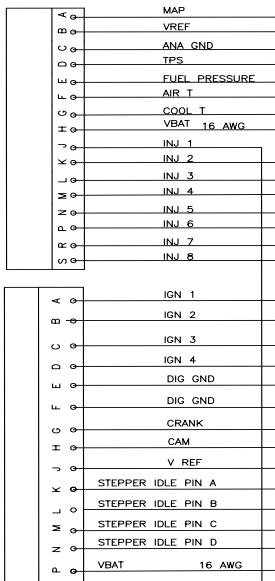 A MAP
B VREF
C ANA GND
D TPS
E FUEL PRESSURE
F AIR T
G COOL T
H VBAT 16 AWG
J INJ 1
K INJ 2
L INJ 3
M INJ 4
N INJ 5
P INJ 6
R INJ 7
S INJ 8
A IGN 1
B IGN 2
C IGN 3
D IGN 4
E DIG GND
F DIG GND
G CRANK
H CAM
J V REF
K STEPPER IDLE PIN A
L STEPPER IDLE PIN B
M STEPPER IDLE PIN C
N STEPPER IDLE PIN D
P VBAT 16 AWG